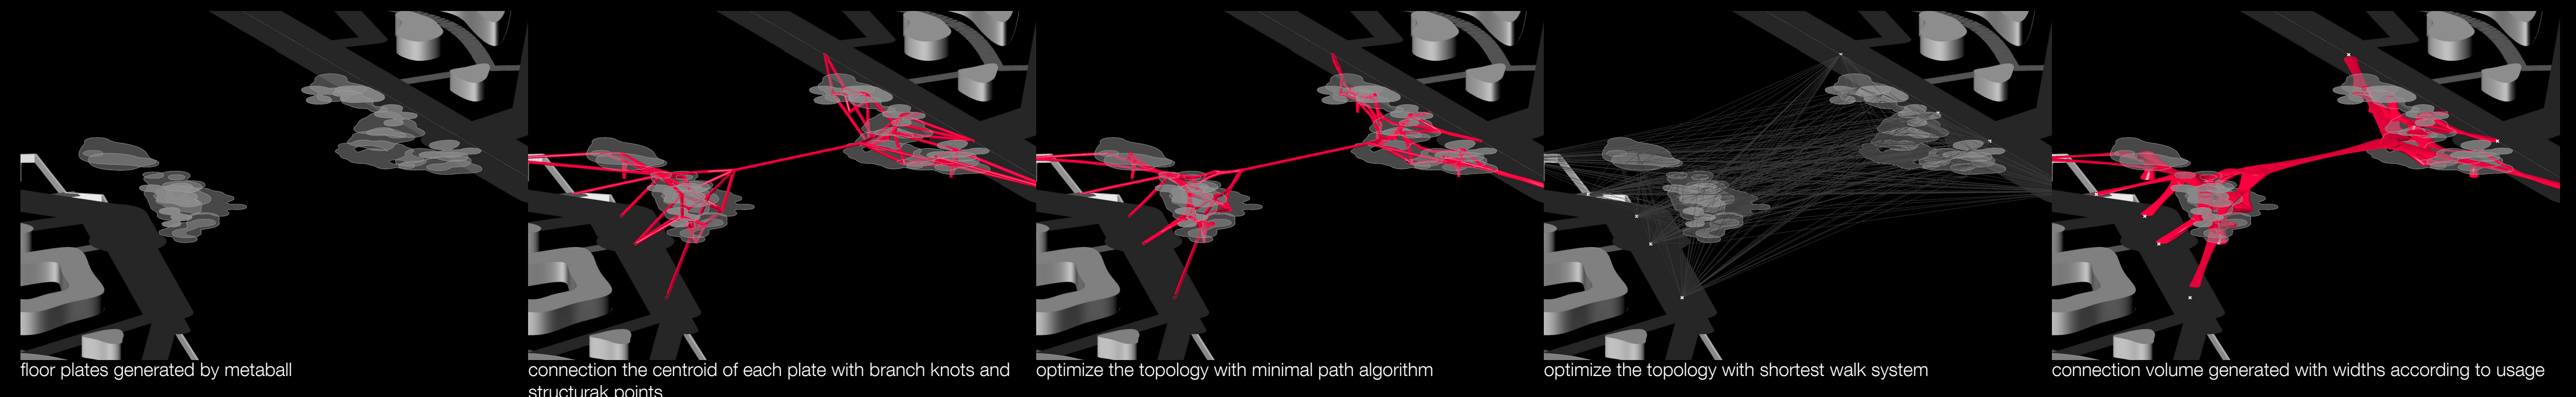 floor plates generated by metaball
connection the centroid of each plate with branch knots and
structurak points
optimize the topology with minimal path algorithm
optimize the topology with shortest walk system
connection volume generated with widths according to usage